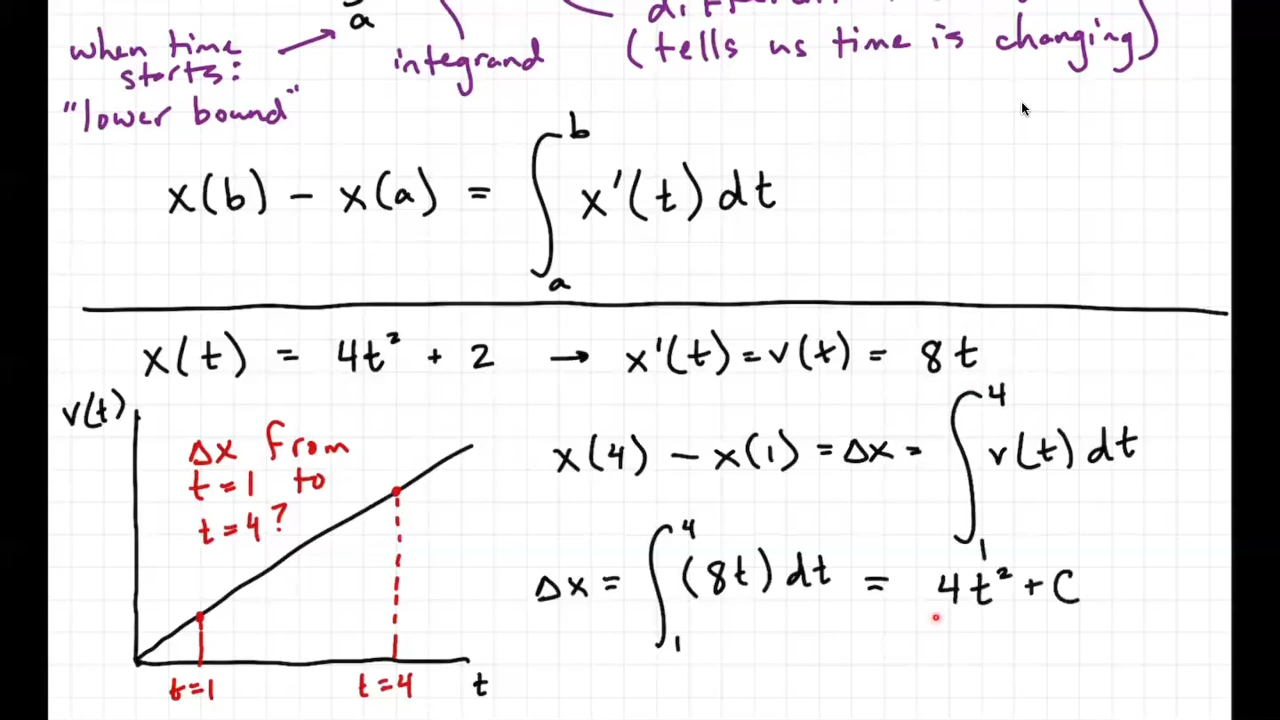 a
(tells us time is changing)
when time
starts:
integrand
"lower bound"
x(b) - x(a) = ∫ₐᵇ x'(t) dt
x(t) = 4t² + 2 → x'(t) = v(t) = 8t
v(t)
Δx from
t=1 to
t=4?
x(4) - x(1) = Δx = ∫₁⁴ v(t) dt
Δx = ∫₁⁴ (8t) dt = 4t² + C
t=1 t=4 t